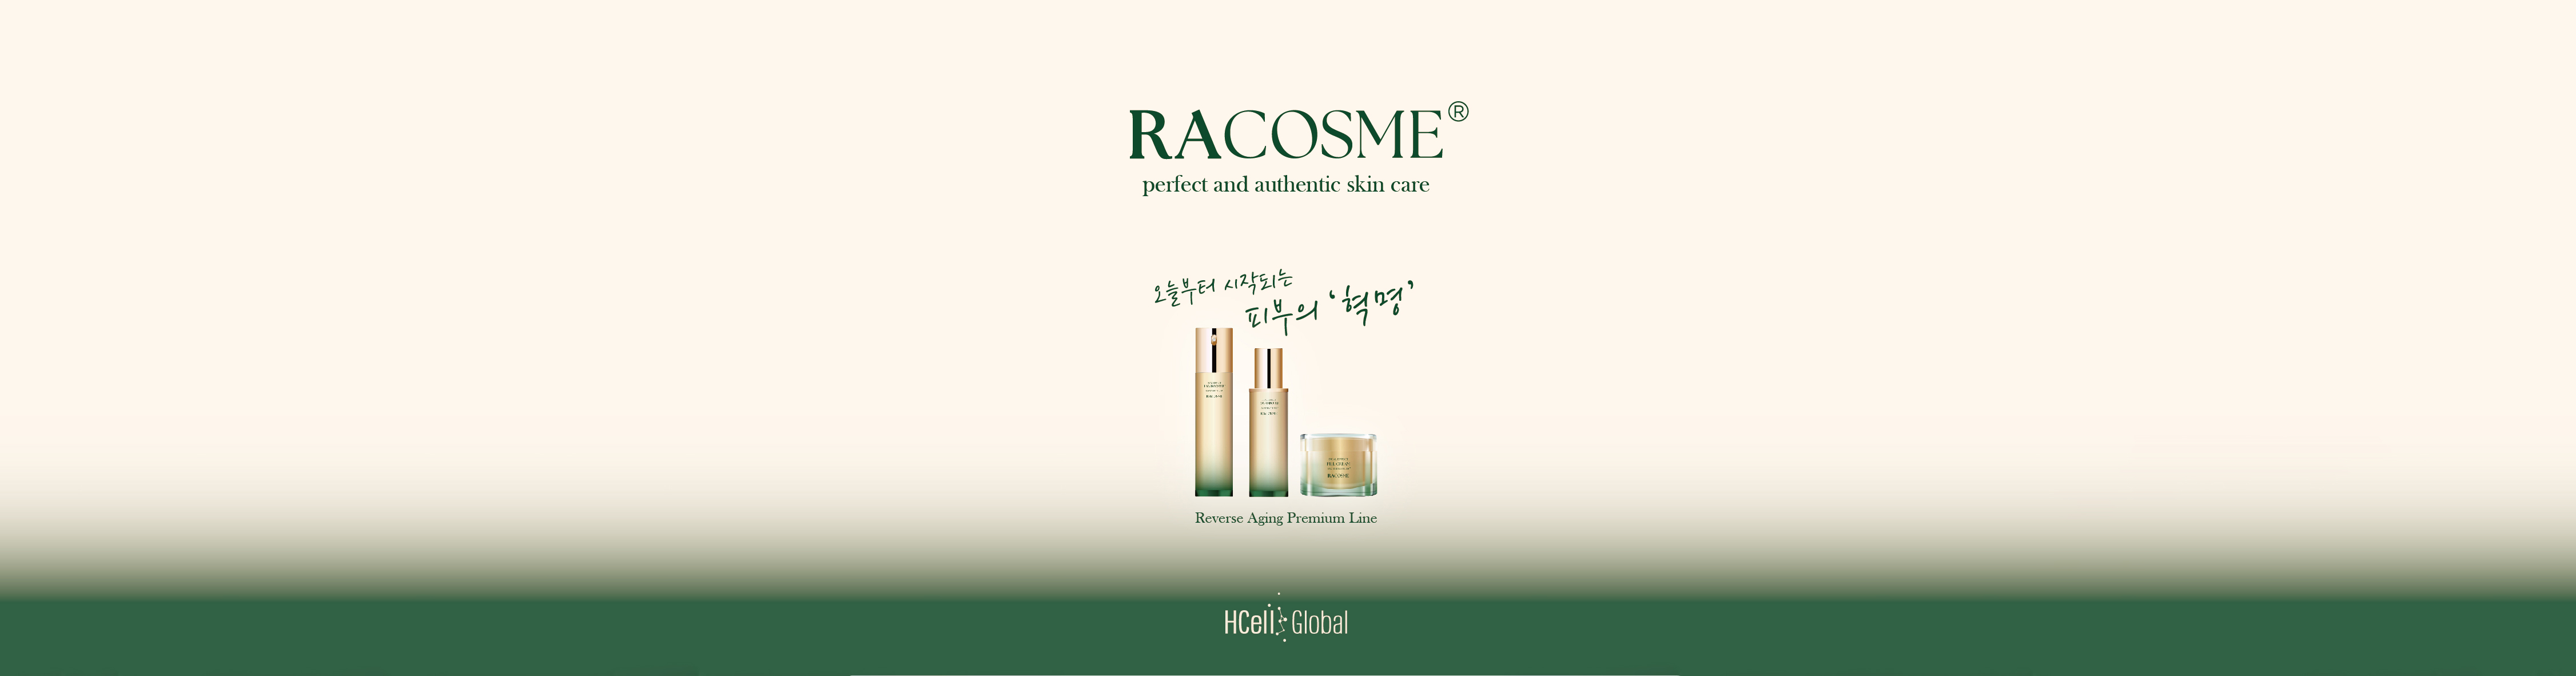 RACOSME®
perfect and authentic skin care
오늘부터 시작되는
피부의 '혁명'
RACOSME
Reverse Aging Premium Line
HCell Global